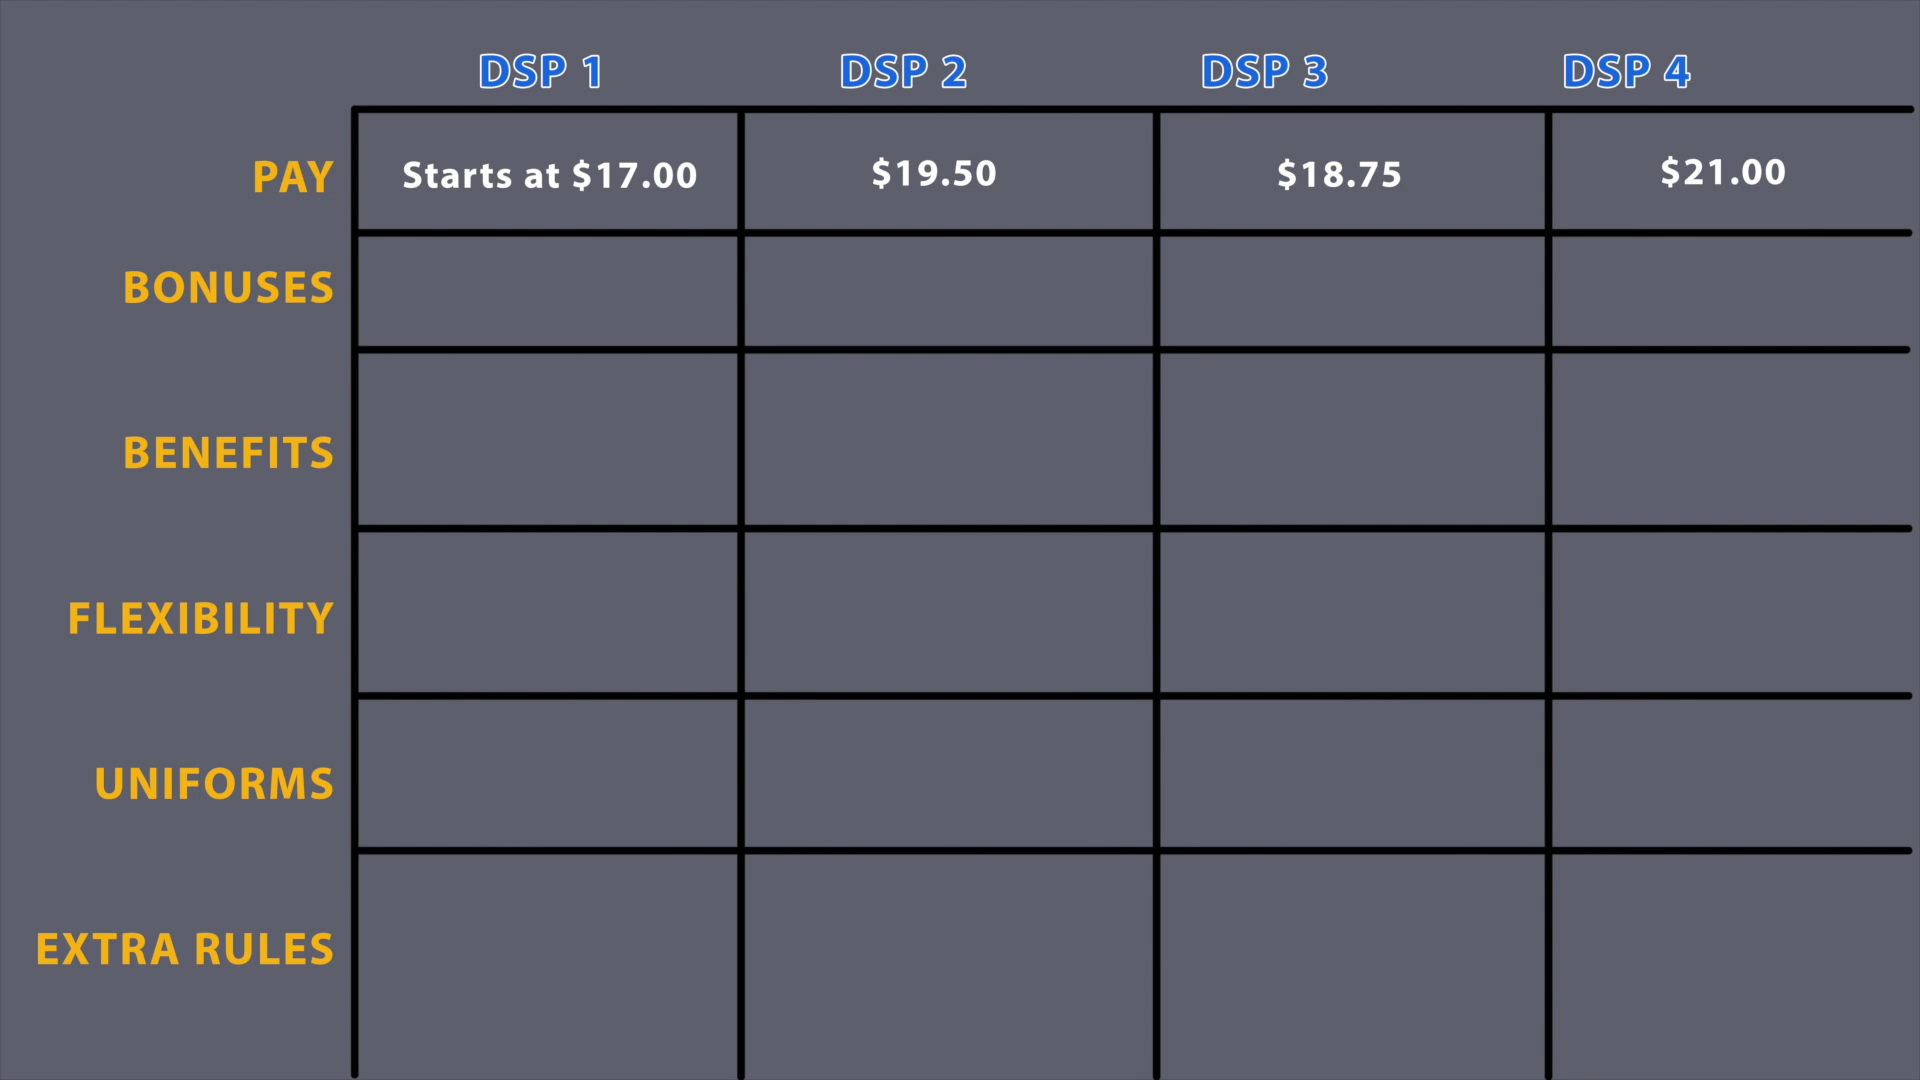 DSP 1 DSP 2 DSP 3 DSP 4
PAY Starts at $17.00 $19.50 $18.75 $21.00
BONUSES
BENEFITS
FLEXIBILITY
UNIFORMS
EXTRA RULES